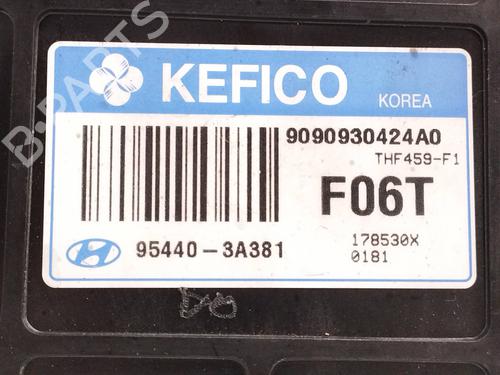 KEFICO
KOREA
9090930424A0
THF459-F1
F06T
95440-3A381
178530X
0181
B-PARTS